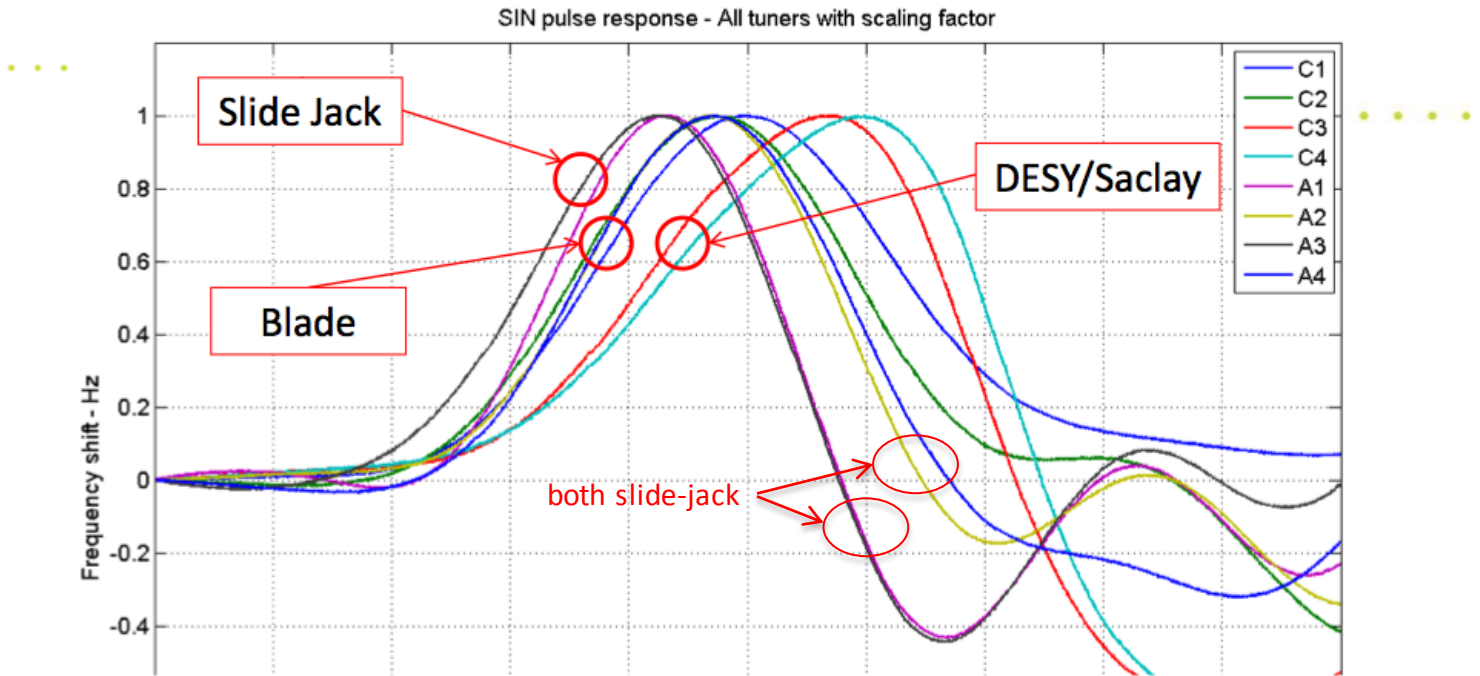 SIN pulse response - All tuners with scaling factor
Slide Jack
Blade
DESY/Saclay
both slide-jack
C1
C2
C3
C4
A1
A2
A3
A4
Frequency shift - Hz
1
0.8
0.6
0.4
0.2
0
-0.2
-0.4